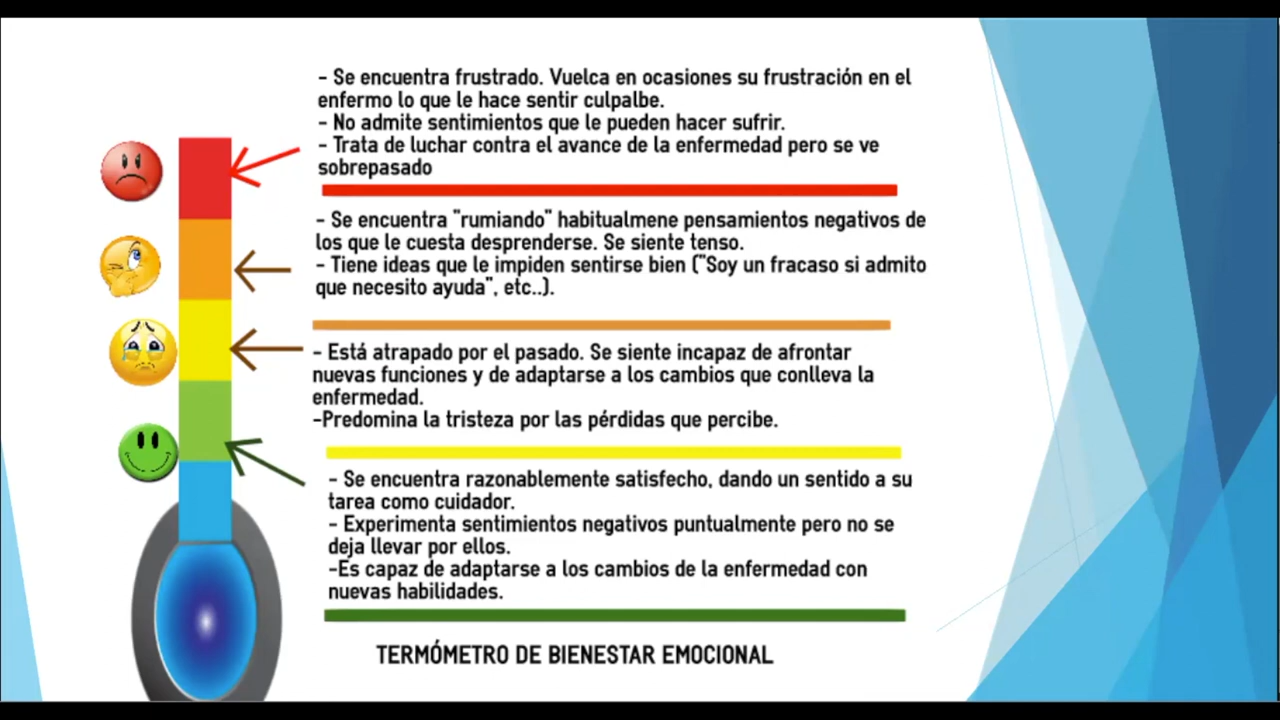 - Se encuentra frustrado. Vuelca en ocasiones su frustración en el
enfermo lo que le hace sentir culpalbe.
- No admite sentimientos que le pueden hacer sufrir.
- Trata de luchar contra el avance de la enfermedad pero se ve
sobrepasado
- Se encuentra "rumiando" habitualmene pensamientos negativos de
los que le cuesta desprenderse. Se siente tenso.
- Tiene ideas que le impiden sentirse bien ("Soy un fracaso si admito
que necesito ayuda", etc..).
- Está atrapado por el pasado. Se siente incapaz de afrontar
nuevas funciones y de adaptarse a los cambios que conlleva la
enfermedad.
-Predomina la tristeza por las pérdidas que percibe.
- Se encuentra razonablemente satisfecho, dando un sentido a su
tarea como cuidador.
- Experimenta sentimientos negativos puntualmente pero no se
deja llevar por ellos.
-Es capaz de adaptarse a los cambios de la enfermedad con
nuevas habilidades.
TERMÓMETRO DE BIENESTAR EMOCIONAL